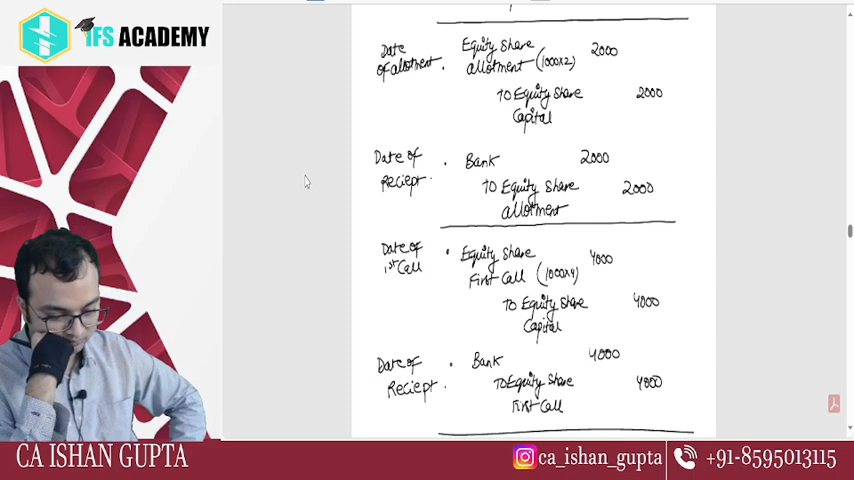 IFS ACADEMY
Date
of allotment.
Equity Share
allotment (1000x2)
2000
To Equity Share
Capital
2000
Date of
Reciept.
Bank
2000
To Equity Share
allotment
2000
Date of
1st Call
Equity Share
First Call (1000x4)
4000
To Equity Share
Capital
4000
Date of
Reciept.
Bank
4000
To Equity Share
First Call
4000
CA ISHAN GUPTA
ca_ishan_gupta
+91-8595013115